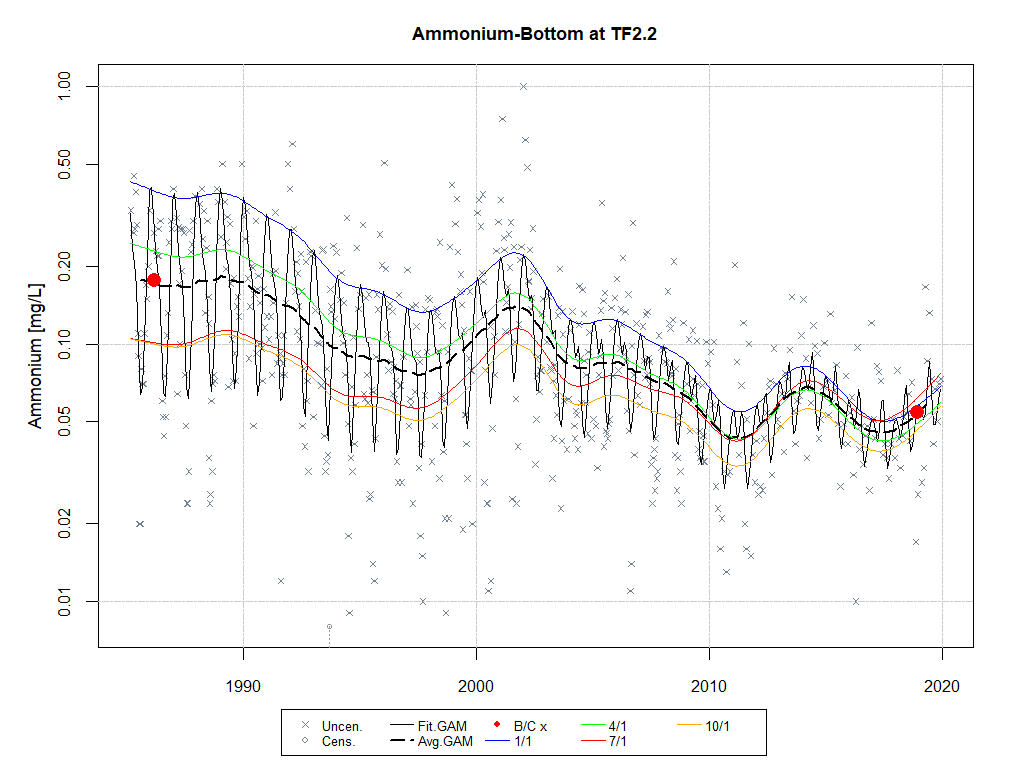 Ammonium-Bottom at TF2.2
Ammonium [mg/L]
1.00
0.50
0.20
0.10
0.05
0.02
0.01
1990 2000 2010 2020
Uncen. Fit.GAM B/C x 4/1 10/1
Cens. Avg.GAM 1/1 7/1